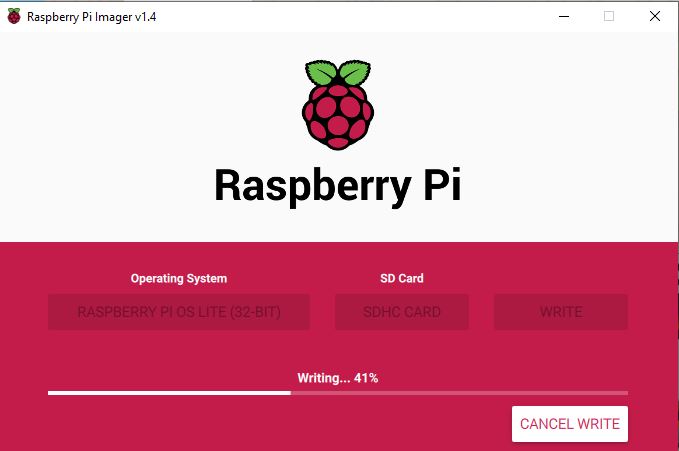 Raspberry Pi Imager v1.4
Raspberry Pi
Operating System
SD Card
RASPBERRY PI OS LITE (32-BIT)
SDHC CARD
WRITE
Writing... 41%
CANCEL WRITE